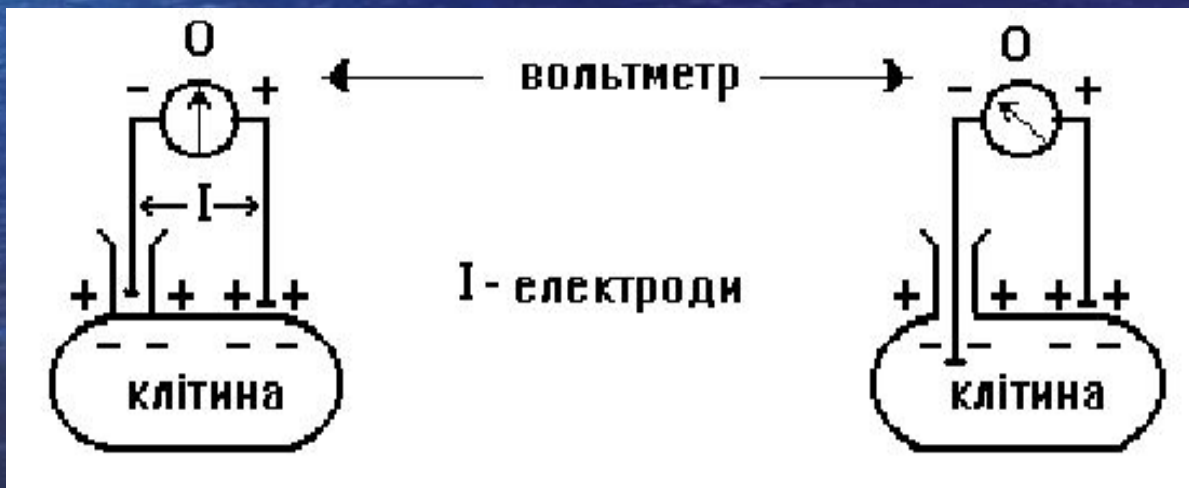 О О
- + вольтметр - +
I
+ + + + I - електроди + + + +
- - - - - - - -
клітина клітина